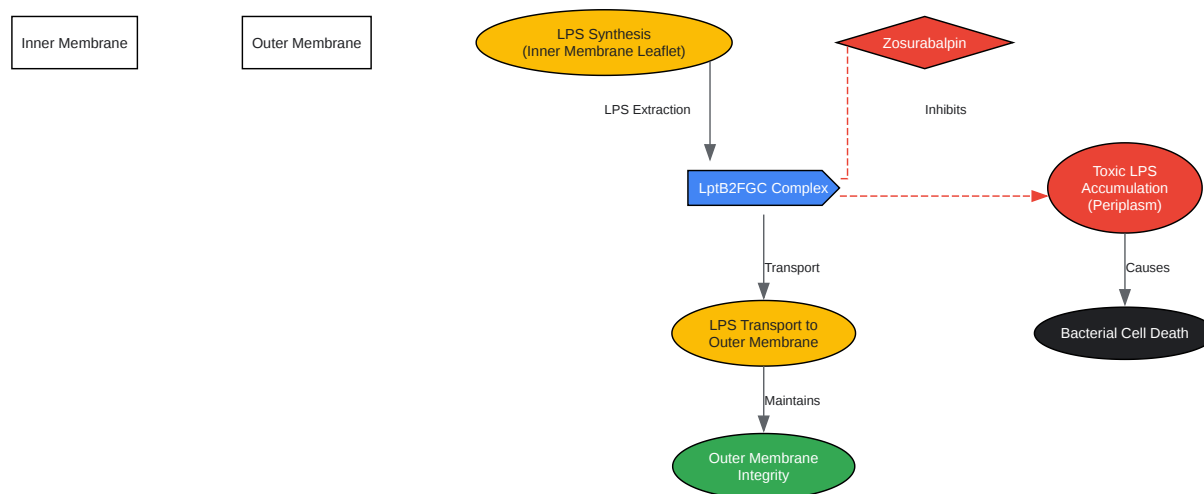 Inner Membrane
Outer Membrane
LPS Synthesis
(Inner Membrane Leaflet)
Zosurabalpin
LPS Extraction
Inhibits
LptB2FGC Complex
Toxic LPS
Accumulation
(Periplasm)
Transport
Causes
LPS Transport to
Outer Membrane
Bacterial Cell Death
Maintains
Outer Membrane
Integrity